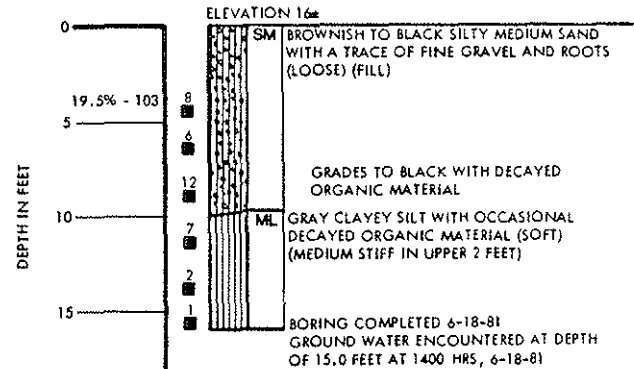 ELEVATION 16±
0
SM BROWNISH TO BLACK SILTY MEDIUM SAND
WITH A TRACE OF FINE GRAVEL AND ROOTS
(LOOSE) (FILL)
19.5% - 103
8
5
6
GRADES TO BLACK WITH DECAYED
ORGANIC MATERIAL
12
DEPTH IN FEET
10
ML GRAY CLAYEY SILT WITH OCCASIONAL
DECAYED ORGANIC MATERIAL (SOFT)
(MEDIUM STIFF IN UPPER 2 FEET)
7
2
15
1
BORING COMPLETED 6-18-81
GROUND WATER ENCOUNTERED AT DEPTH
OF 15.0 FEET AT 1400 HRS, 6-18-81